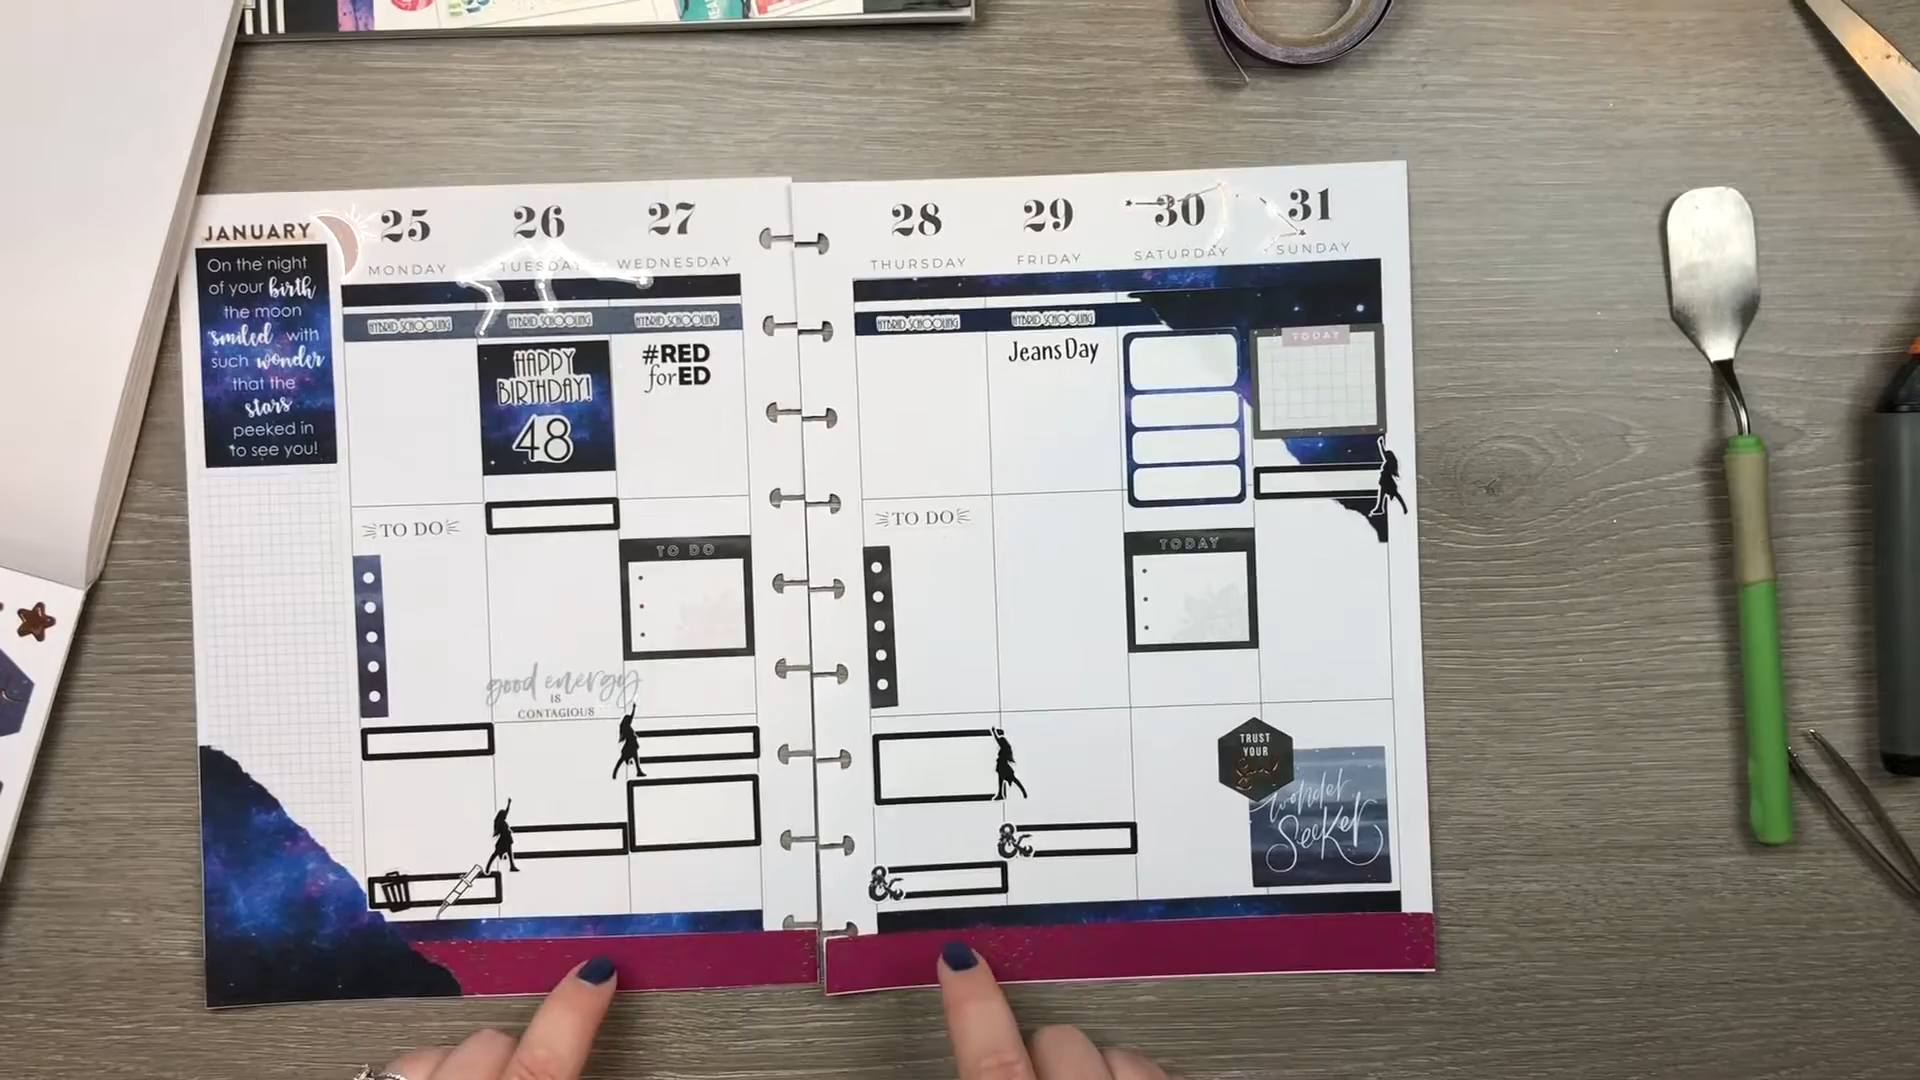 JANUARY
25
26
27
28
29
30
31
MONDAY
TUESDAY
WEDNESDAY
THURSDAY
FRIDAY
SATURDAY
SUNDAY
On the night
of your birth
the moon
smiled with
such wonder
that the
stars
peeked in
to see you!
HYBRID SCHOOLING
HYBRID SCHOOLING
HYBRID SCHOOLING
HYBRID SCHOOLING
HYBRID SCHOOLING
HAPPY
BIRTHDAY!
48
#RED
for ED
Jeans Day
TODAY
TO DO
TO DO
TO DO
TODAY
good energy
IS
CONTAGIOUS
TRUST
YOUR
Soul
wonder
Seeker